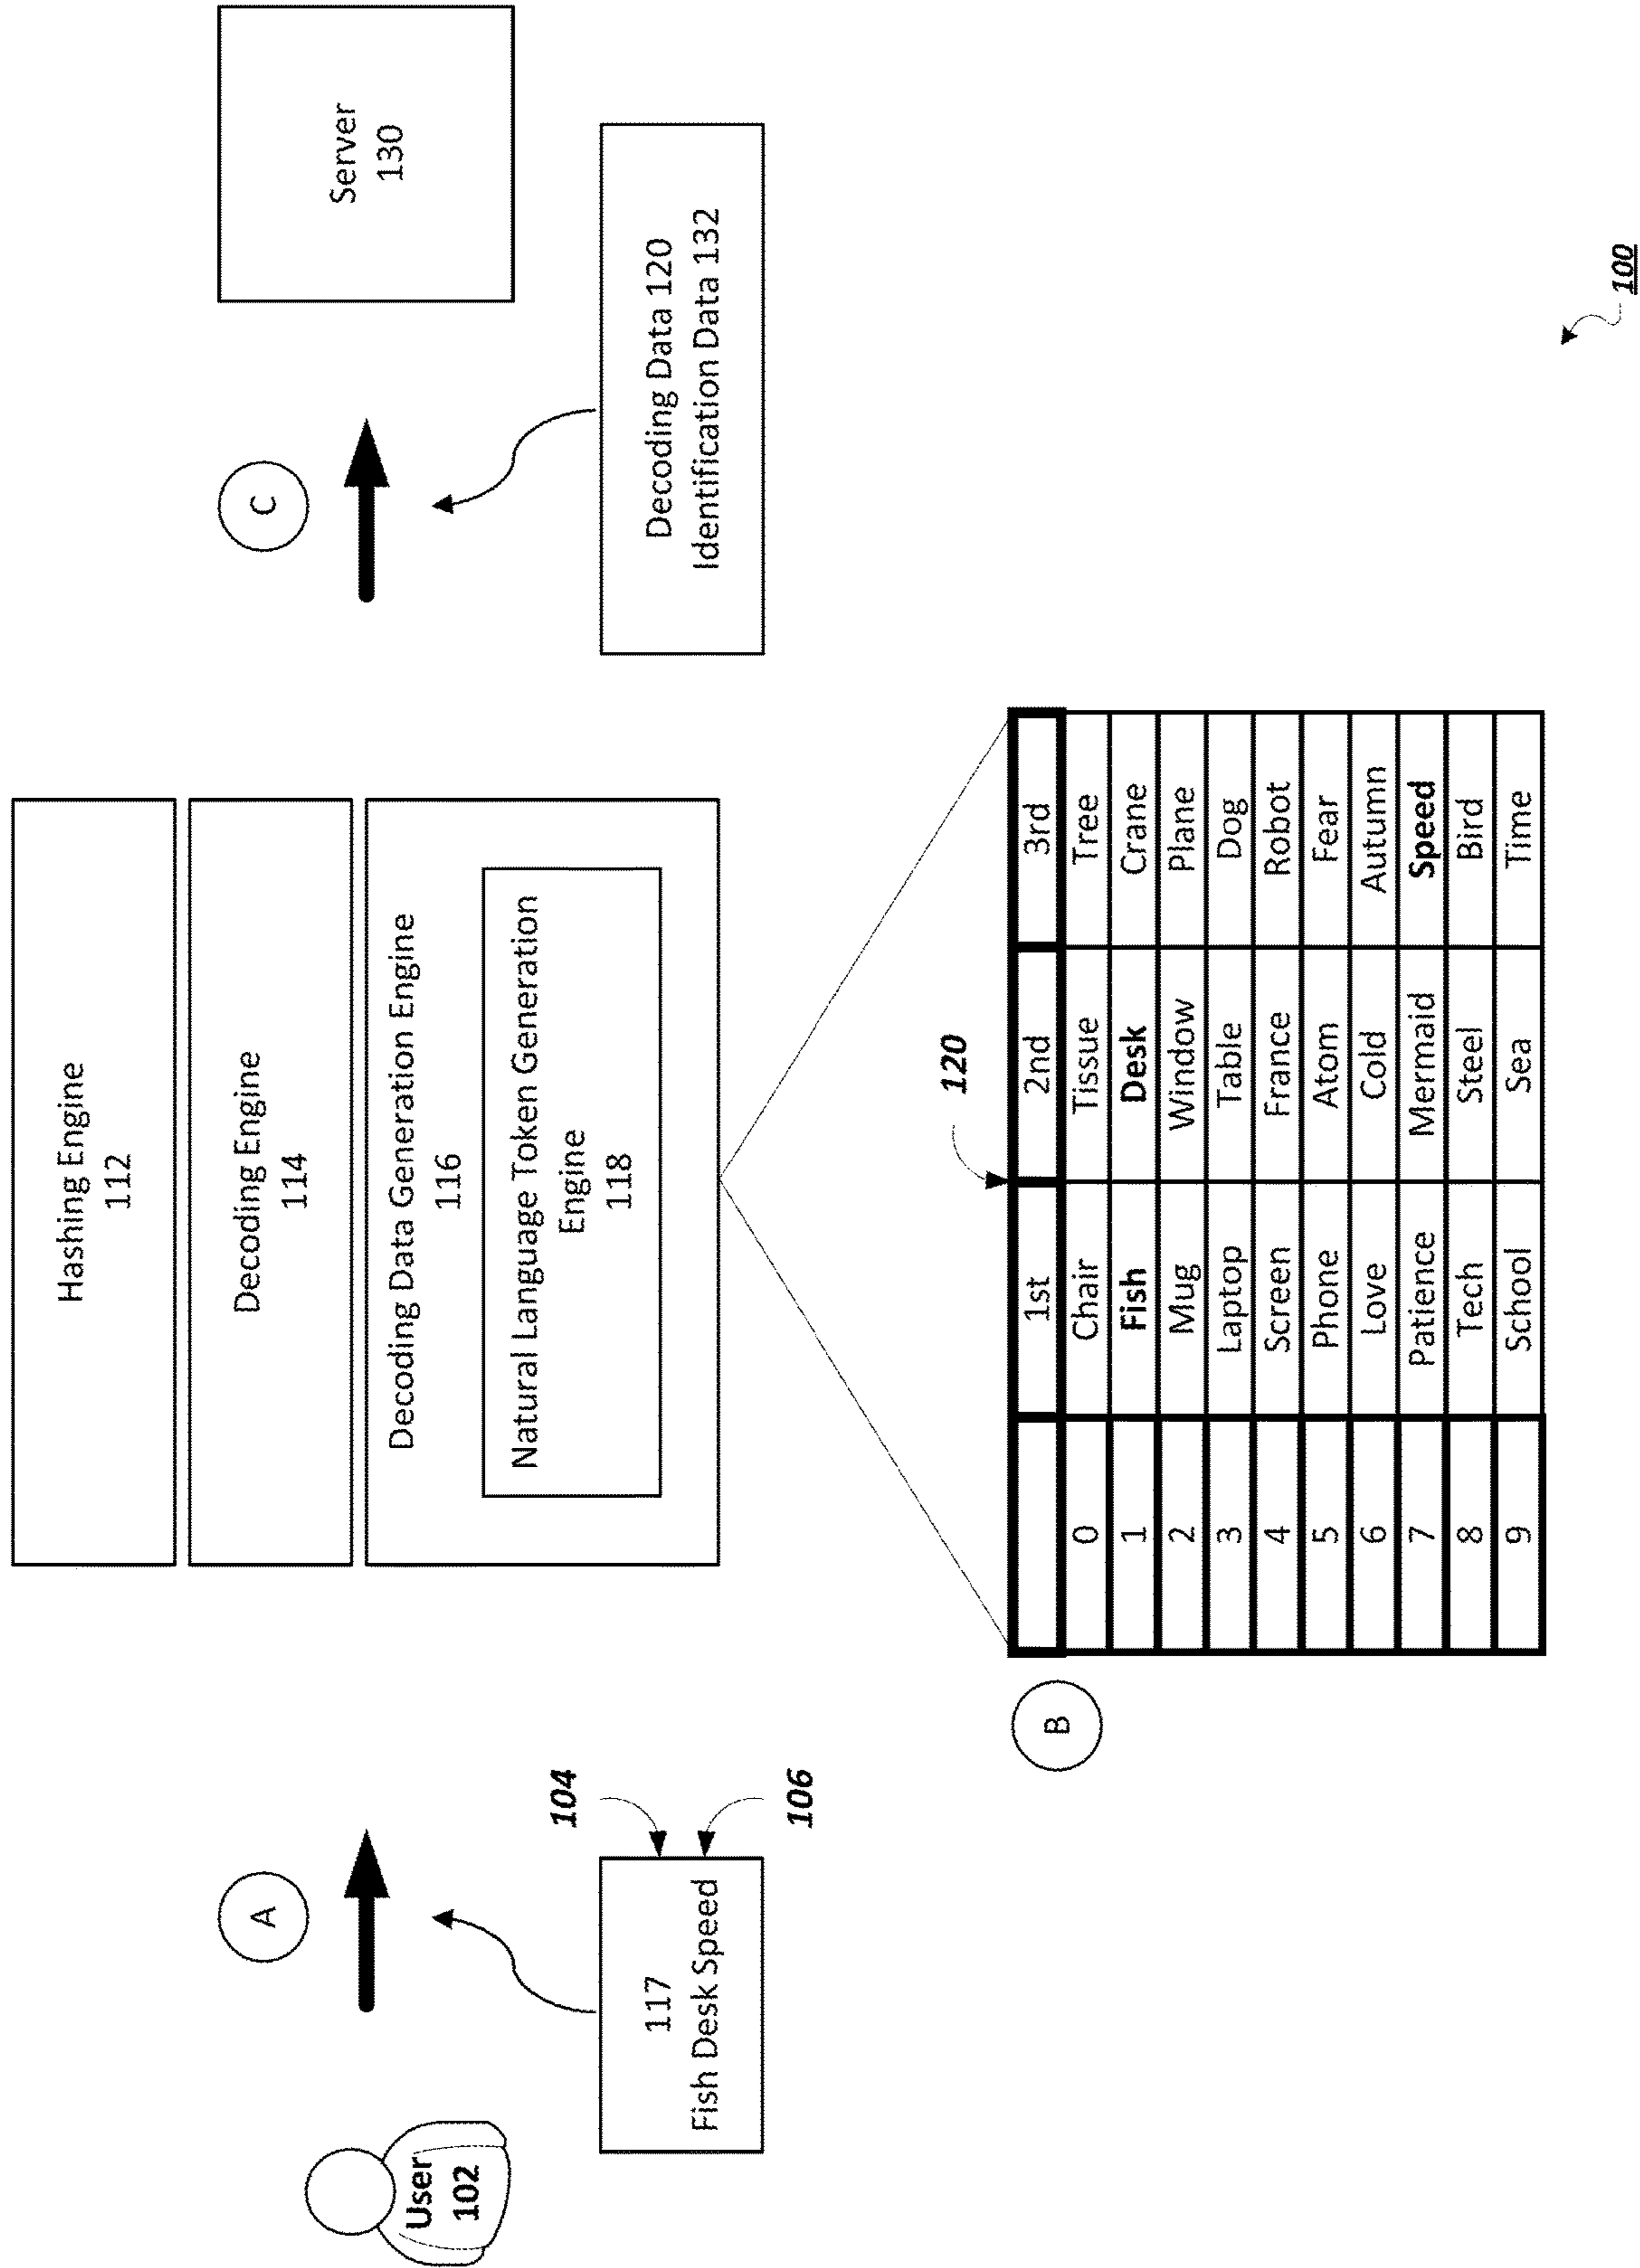 Hashing Engine
112
Decoding Engine
114
Decoding Data Generation Engine
116
Natural Language Token Generation
Engine
118
User
102
A
117
Fish Desk Speed
104
106
C
Server
130
Decoding Data 120
Identification Data 132
B
120
1st 2nd 3rd
0 Chair Tissue Tree
1 Fish Desk Crane
2 Mug Window Plane
3 Laptop Table Dog
4 Screen France Robot
5 Phone Atom Fear
6 Love Cold Autumn
7 Patience Mermaid Speed
8 Tech Steel Bird
9 School Sea Time
100